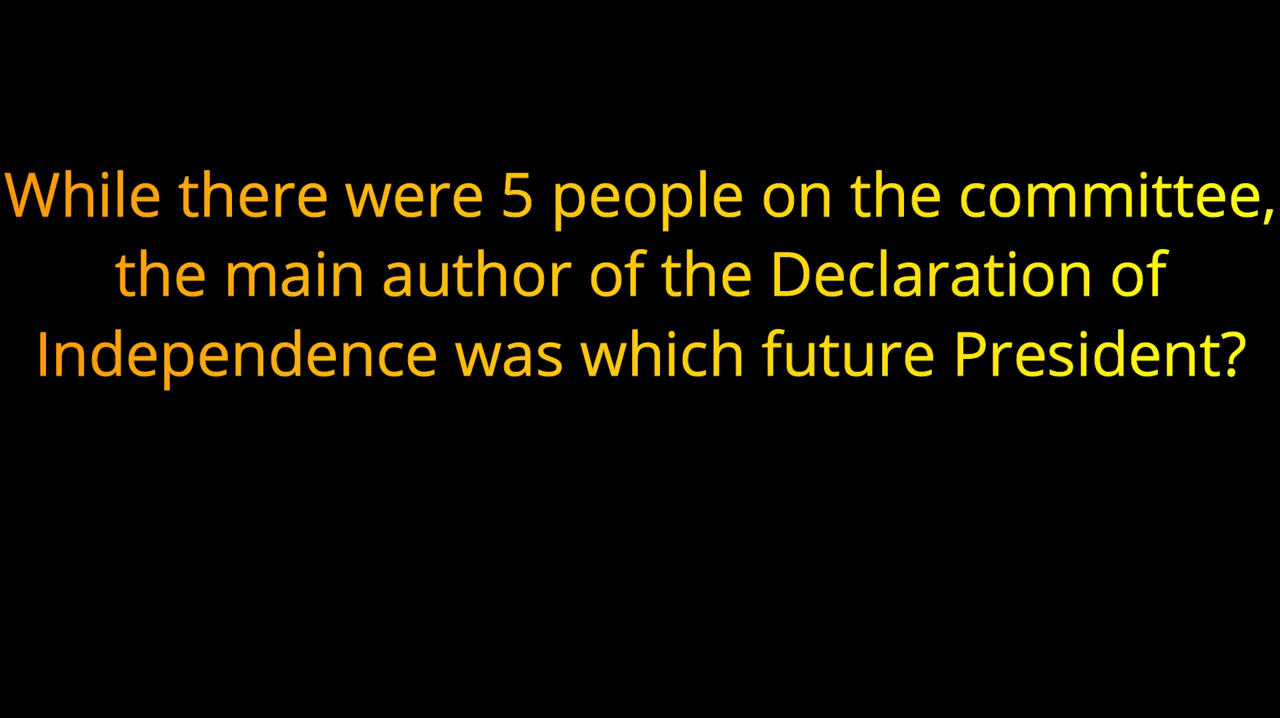 While there were 5 people on the committee,
the main author of the Declaration of
Independence was which future President?